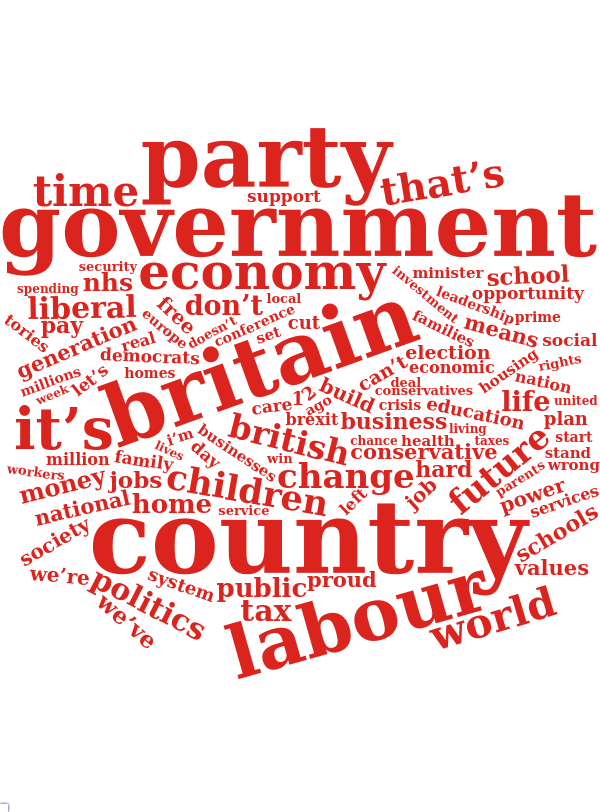 party
time
support
that's
government
security
economy
minister
school
spending
nhs
investment
opportunity
liberal
free
don't
local
leadership
prime
tories
pay
europe
doesn't
conference
cut
set
families
means
social
generation
real
britain
election
democrats
can't
economic
housing
rights
millions
let's
homes
deal
conservatives
nation
week
12
build
life
united
it's
care
ago
crisis
education
plan
i'm
businesses
brexit
british
business
living
start
million
family
lives
day
win
chance
health
taxes
conservative
future
stand
workers
money
jobs
children
change
hard
parents
wrong
national
home
service
left
job
power
services
society
country
schools
we're
politics
system
public
proud
values
we've
tax
labour
world